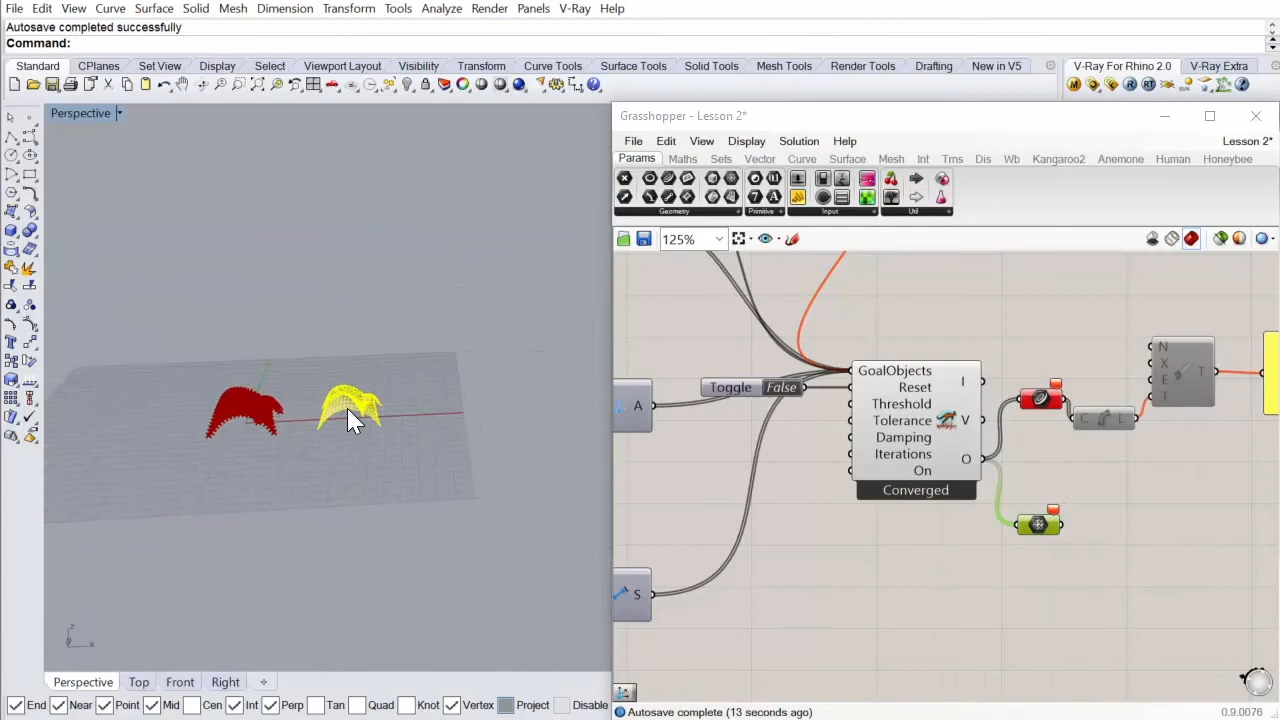 File Edit View Curve Surface Solid Mesh Dimension Transform Tools Analyze Render Panels V-Ray Help
Autosave completed successfully
Command:
Standard CPlanes Set View Display Select Viewport Layout Visibility Transform Curve Tools Surface Tools Solid Tools Mesh Tools Render Tools Drafting New in V5 V-Ray For Rhino 2.0 V-Ray Extra
Perspective
Grasshopper - Lesson 2*
File Edit View Display Solution Help Lesson 2*
Params Maths Sets Vector Curve Surface Mesh Int Trns Dis Wb Kangaroo2 Anemone Human Honeybee
Geometry Primitive Input Util
125%
GoalObjects
Reset
Threshold
Tolerance
Damping
Iterations
On
I
V
O
Converged
Toggle False
A
S
C L
N
X
E
T
T
z
x
Perspective Top Front Right
End Near Point Mid Cen Int Perp Tan Quad Knot Vertex Project Disable
Autosave complete (13 seconds ago) 0.9.0076